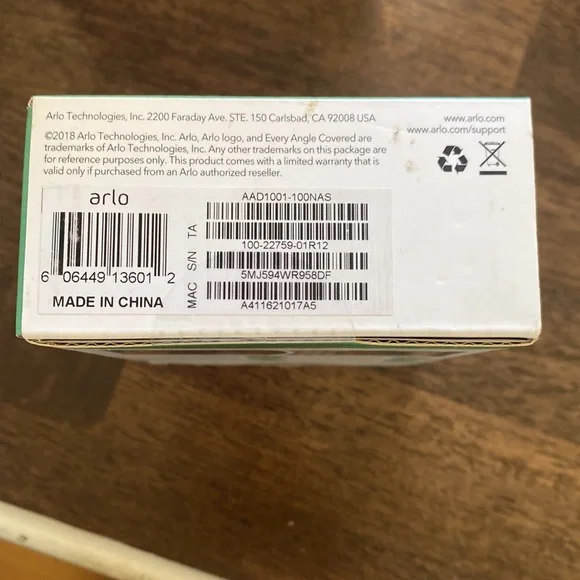 Arlo Technologies, Inc. 2200 Faraday Ave. STE. 150 Carlsbad, CA 92008 USA
©2018 Arlo Technologies, Inc. Arlo, Arlo logo, and Every Angle Covered are
trademarks of Arlo Technologies, Inc. Any other trademarks on this package are
for reference purposes only. This product comes with a limited warranty that is
valid only if purchased from an Arlo authorized reseller.
www.arlo.com
www.arlo.com/support
arlo
6 06449 13601 2
MADE IN CHINA
AAD1001-100NAS
TA
100-22759-01R12
S/N
5MJ594WR958DF
MAC
A411621017A5